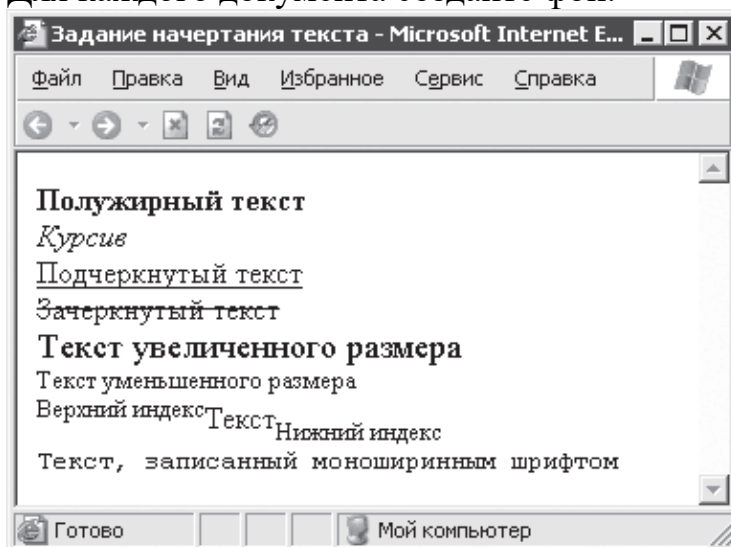 Для каждого документа создайте фон.
Задание начертания текста - Microsoft Internet E...
Файл Правка Вид Избранное Сервис Справка
Полужирный текст
Курсив
Подчеркнутый текст
Зачеркнутый текст
Текст увеличенного размера
Текст уменьшенного размера
Верхний индексТекстНижний индекс
Текст, записанный моноширинным шрифтом
Готово Мой компьютер